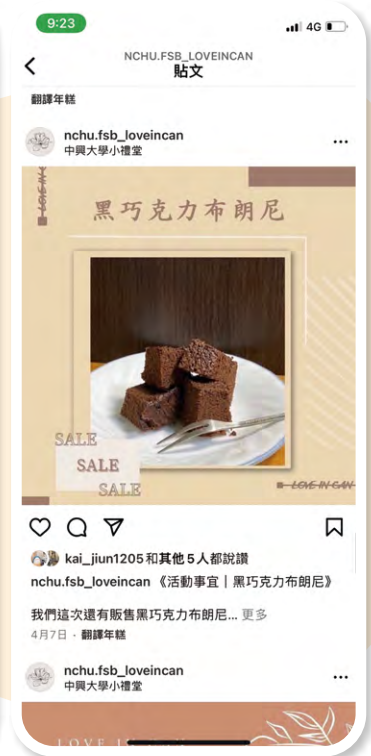 9:23
4G
NCHU.FSB_LOVEINCAN
貼文
翻譯年糕
nchu.fsb_loveincan
中興大學小禮堂
LOVE IN
黑巧克力布朗尼
SALE
SALE
SALE
LOVE IN CAN
kai_jiun1205和其他5人都說讚
nchu.fsb_loveincan 《活動事宜｜黑巧克力布朗尼》
我們這次還有販售黑巧克力布朗尼... 更多
4月7日 · 翻譯年糕
nchu.fsb_loveincan
中興大學小禮堂
LOVE I